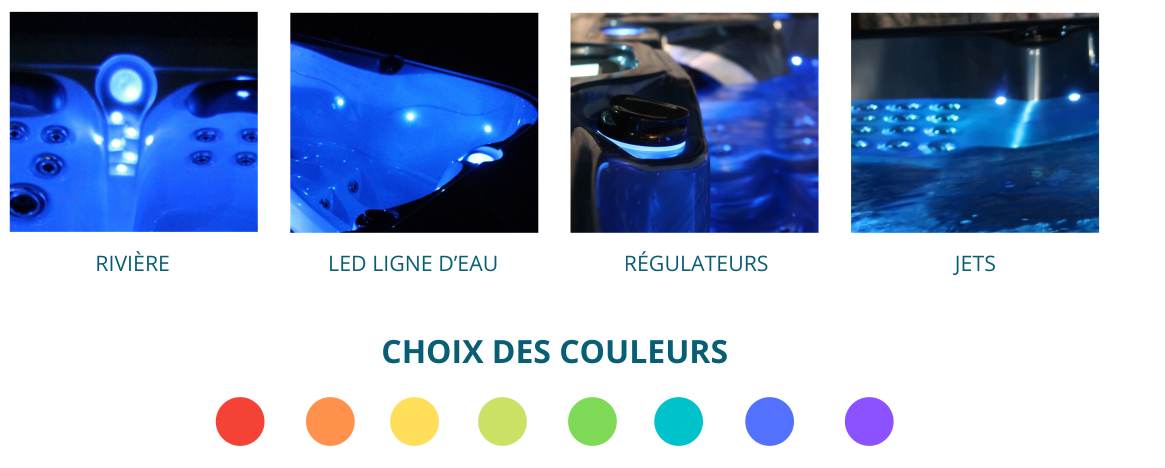 RIVIÈRE
LED LIGNE D’EAU
RÉGULATEURS
JETS
CHOIX DES COULEURS